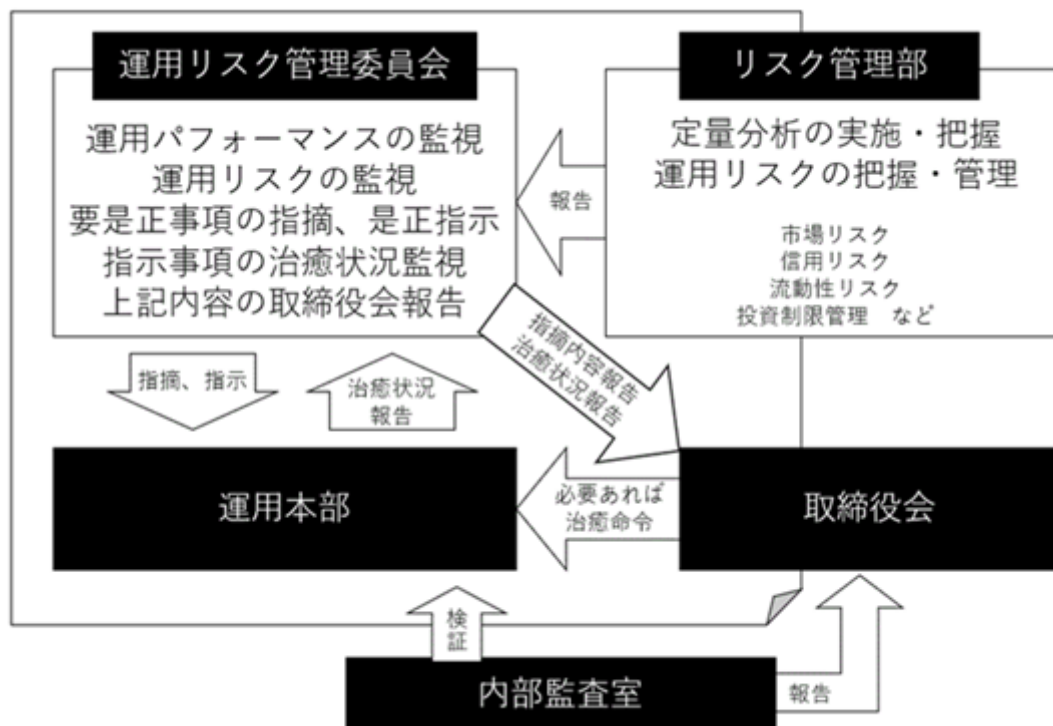 運用リスク管理委員会
運用パフォーマンスの監視
運用リスクの監視
要是正事項の指摘、是正指示
指示事項の治癒状況監視
上記内容の取締役会報告
リスク管理部
定量分析の実施・把握
運用リスクの把握・管理
市場リスク
信用リスク
流動性リスク
投資制限管理　など
報告
指摘内容報告
治癒状況報告
指摘、指示
治癒状況
報告
運用本部
必要あれば
治癒命令
取締役会
検証
内部監査室
報告